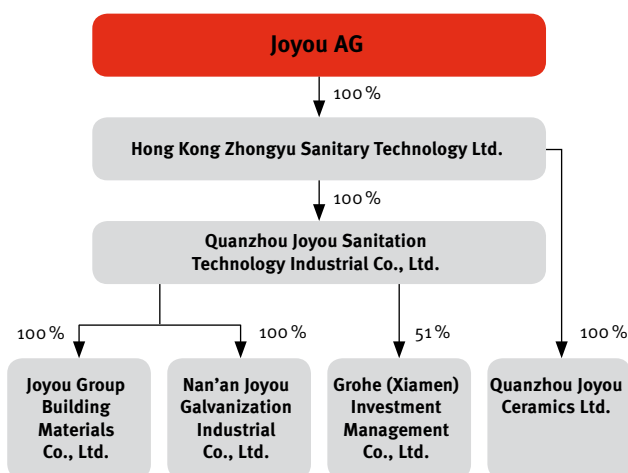 Joyou AG
100 %
Hong Kong Zhongyu Sanitary Technology Ltd.
100 %
Quanzhou Joyou Sanitation
Technology Industrial Co., Ltd.
100 %
100 %
51 %
100 %
Joyou Group
Building
Materials
Co., Ltd.
Nan’an Joyou
Galvanization
Industrial
Co., Ltd.
Grohe (Xiamen)
Investment
Management
Co., Ltd.
Quanzhou Joyou
Ceramics Ltd.